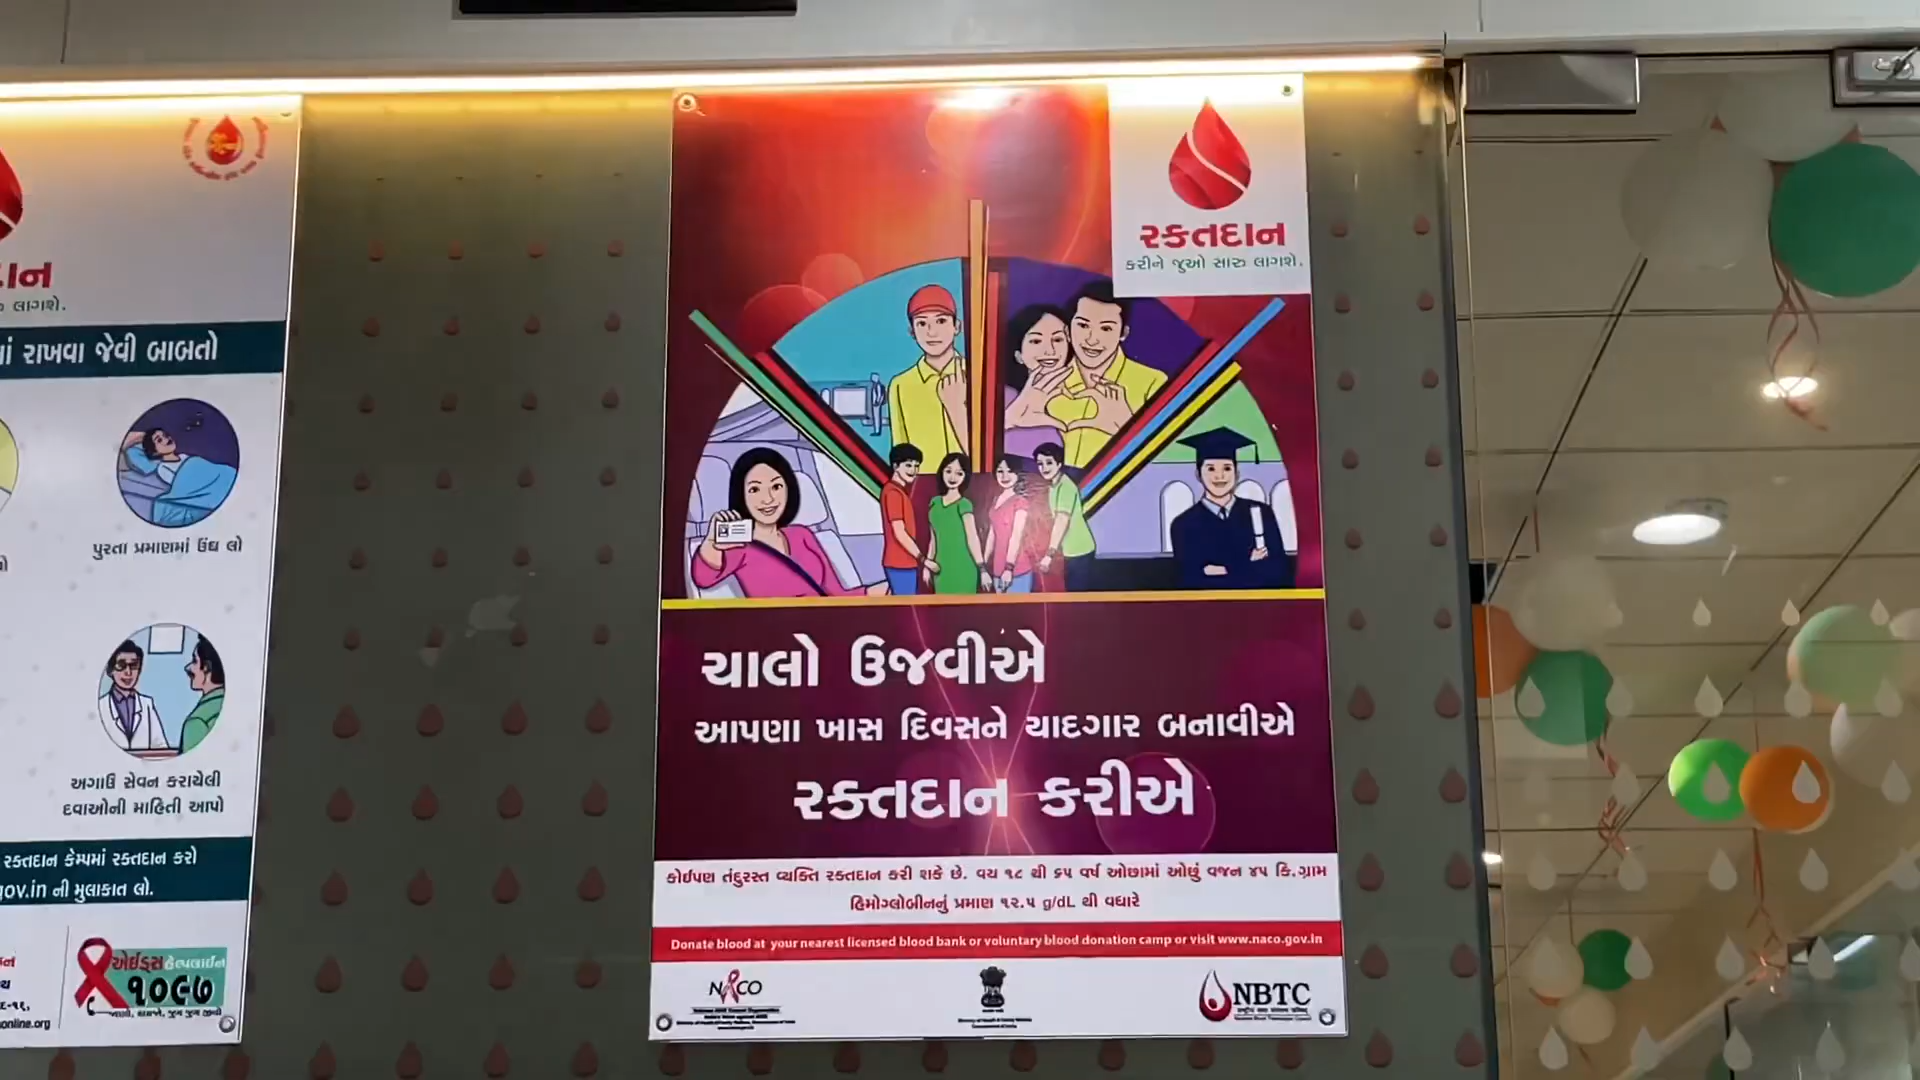 લાગશે.
રાખવા જેવી બાબતો
પુરતા પ્રમાણમાં ઉંઘ લો
અગાઉ સેવન કરાયેલી
દવાઓની માહિતી આપો
રક્તદાન કેમ્પમાં રક્તદાન કરો
gov.in ની મુલાકાત લો.
એઈડ્સ હેલ્પલાઈન
૧૦૯૭
online.org
રક્તદાન
કરીને જુઓ સારુ લાગશે.
ચાલો ઉજવીએ
આપણા ખાસ દિવસને યાદગાર બનાવીએ
રક્તદાન કરીએ
કોઈપણ તંદુરસ્ત વ્યક્તિ રક્તદાન કરી શકે છે. વય ૧૮ થી ૬૫ વર્ષ ઓછામાં ઓછું વજન ૪૫ કિ.ગ્રામ
હિમોગ્લોબીનનું પ્રમાણ ૧૨.૫ g/dL થી વધારે
Donate blood at your nearest licensed blood bank or voluntary blood donation camp or visit www.naco.gov.in
NACO
NBTC